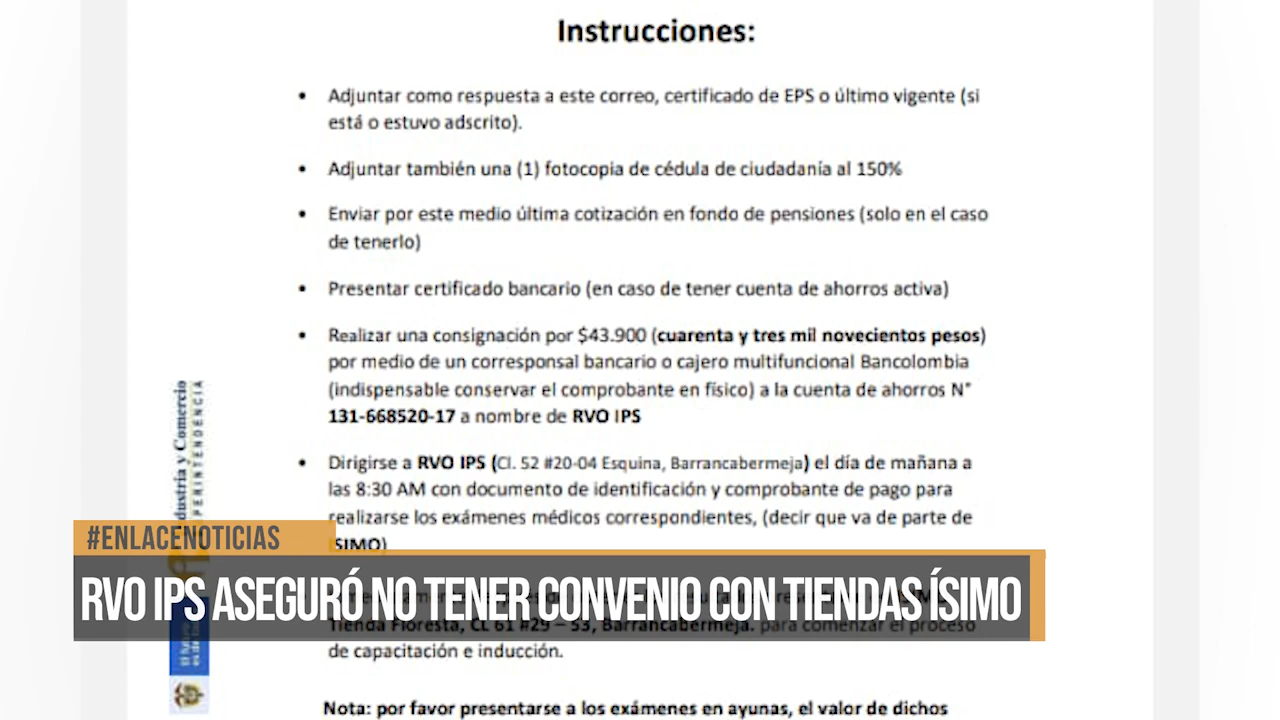 Instrucciones:
• Adjuntar como respuesta a este correo, certificado de EPS o último vigente (si
está o estuvo adscrito).
• Adjuntar también una (1) fotocopia de cédula de ciudadanía al 150%
• Enviar por este medio última cotización en fondo de pensiones (solo en el caso
de tenerlo)
• Presentar certificado bancario (en caso de tener cuenta de ahorros activa)
• Realizar una consignación por $43.900 (cuarenta y tres mil novecientos pesos)
por medio de un corresponsal bancario o cajero multifuncional Bancolombia
(indispensable conservar el comprobante en físico) a la cuenta de ahorros N°
131-668520-17 a nombre de RVO IPS
• Dirigirse a RVO IPS (Cl. 52 #20-04 Esquina, Barrancabermeja) el día de mañana a
las 8:30 AM con documento de identificación y comprobante de pago para
realizarse los exámenes médicos correspondientes, (decir que va de parte de
ISIMO)
#ENLACENOTICIAS
RVO IPS ASEGURÓ NO TENER CONVENIO CON TIENDAS ÍSIMO
Tienda Floresta, CL 61 #29 – 53, Barrancabermeja. para comenzar el proceso
de capacitación e inducción.
Nota: por favor presentarse a los exámenes en ayunas, el valor de dichos
dustria y Comercio
PERINTENDENCIA